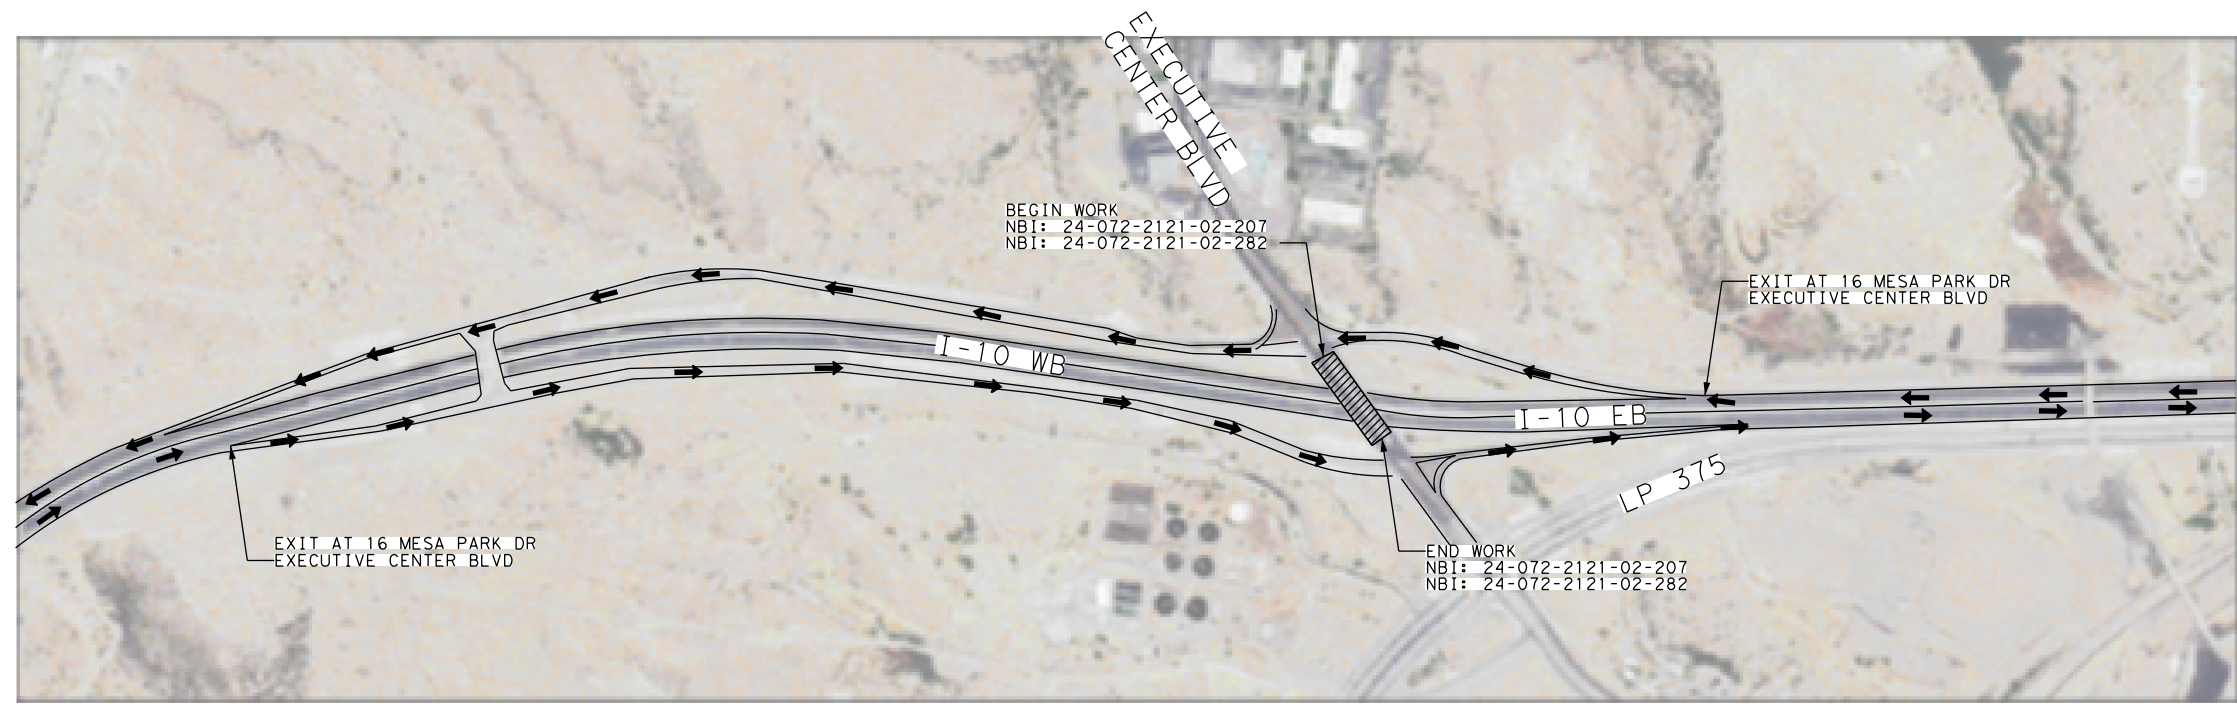 EXECUTIVE
CENTER BLVD
BEGIN WORK
NBI: 24-072-2121-02-207
NBI: 24-072-2121-02-282
EXIT AT 16 MESA PARK DR
EXECUTIVE CENTER BLVD
I-10 WB
I-10 EB
LP 375
EXIT AT 16 MESA PARK DR
EXECUTIVE CENTER BLVD
END WORK
NBI: 24-072-2121-02-207
NBI: 24-072-2121-02-282